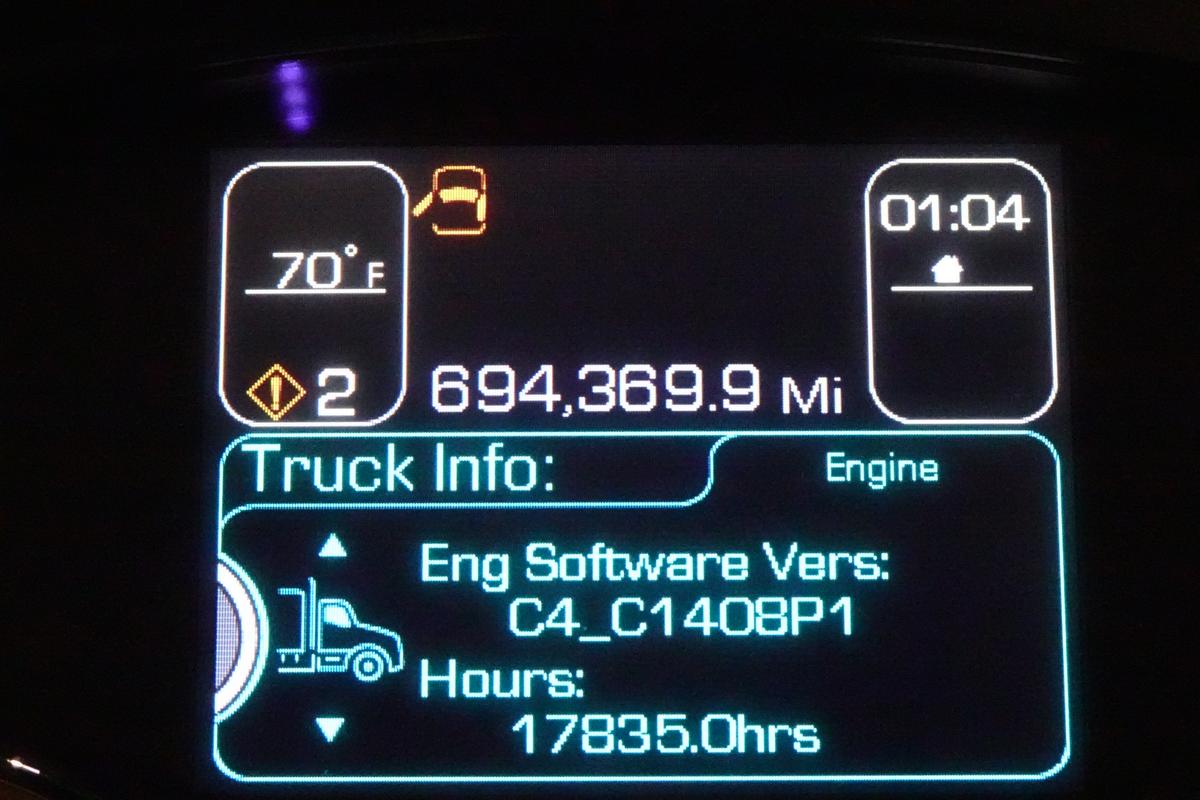 01:04
70°F
2
694,369.9 Mi
Truck Info:
Engine
Eng Software Vers:
C4_C1408P1
Hours:
17835.0hrs